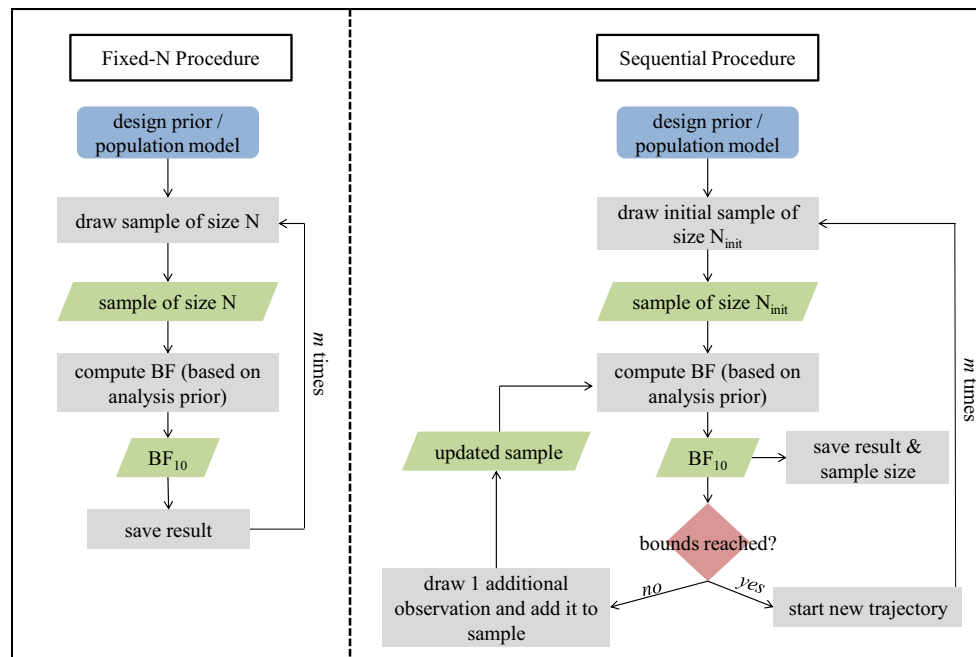 Fixed-N Procedure
design prior /
population model
draw sample of size N
sample of size N
compute BF (based on
analysis prior)
BF10
save result
m times
Sequential Procedure
design prior /
population model
draw initial sample of
size Ninit
sample of size Ninit
compute BF (based on
analysis prior)
updated sample
BF10
save result &
sample size
bounds reached?
no
yes
draw 1 additional
observation and add it to
sample
start new trajectory
m times